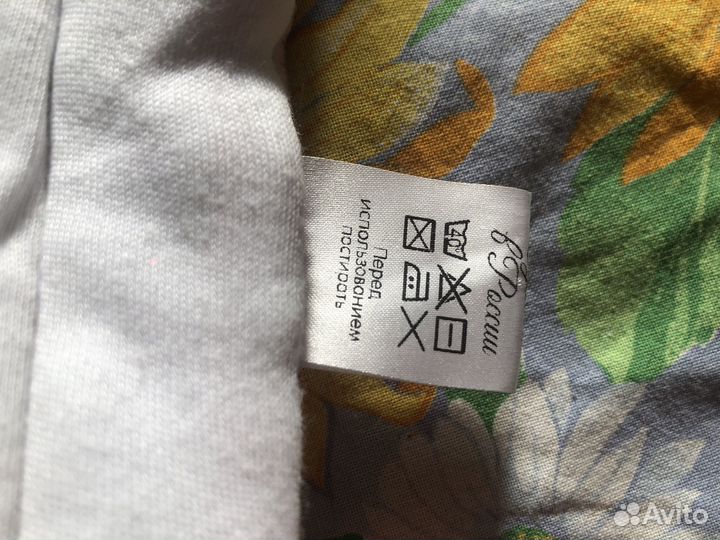 в России
40°
Перед
использованием
постирать
Avito